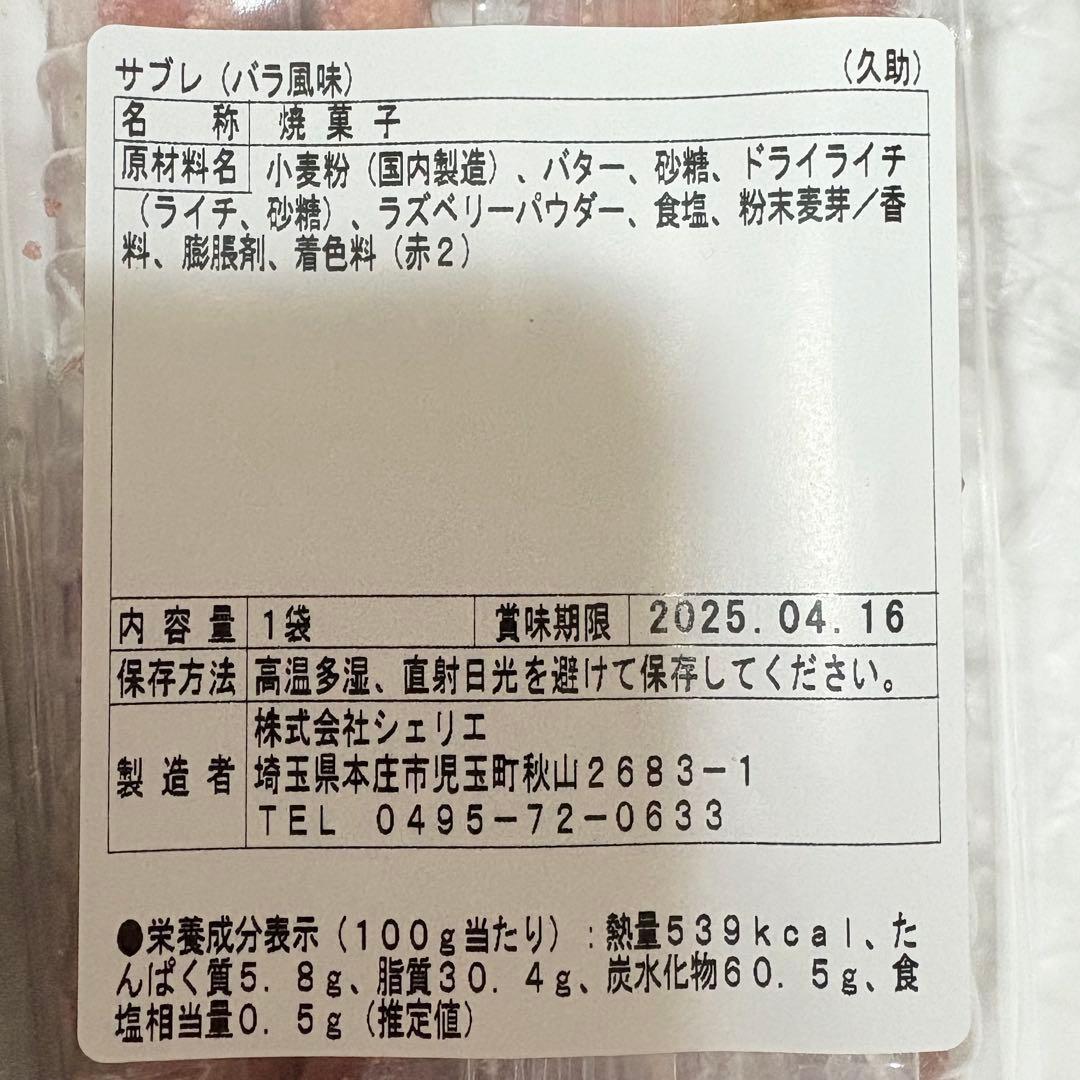 サブレ（バラ風味） （久助）
名称 焼菓子
原材料名 小麦粉（国内製造）、バター、砂糖、ドライライチ
（ライチ、砂糖）、ラズベリーパウダー、食塩、粉末麦芽／香
料、膨脹剤、着色料（赤２）
内容量 1袋 賞味期限 2025.04.16
保存方法 高温多湿、直射日光を避けて保存してください。
株式会社シェリエ
製造者 埼玉県本庄市児玉町秋山２６８３－１
ＴＥＬ ０４９５－７２－０６３３
●栄養成分表示（１００ｇ当たり）：熱量５３９ｋｃａｌ、た
んぱく質５．８ｇ、脂質３０．４ｇ、炭水化物６０．５ｇ、食
塩相当量０．５ｇ（推定値）